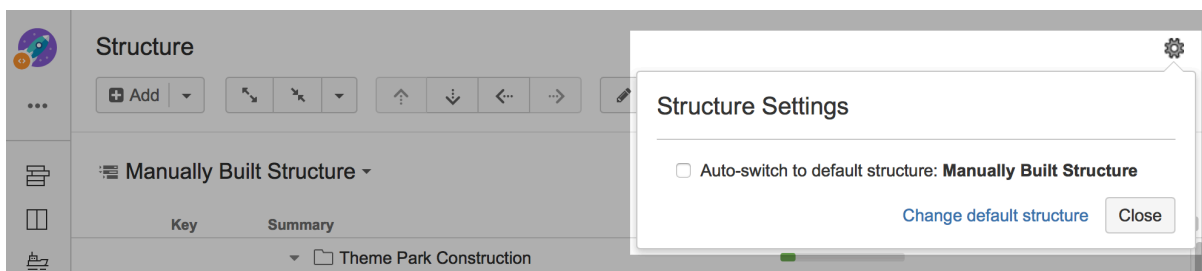 Structure
Add
Structure Settings
Manually Built Structure
Auto-switch to default structure: Manually Built Structure
Change default structure Close
Key Summary
Theme Park Construction